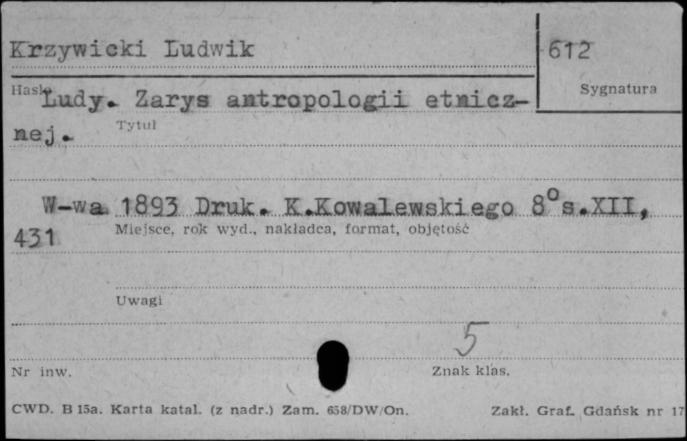 Krzywicki Ludwik
612
Hasło
Sygnatura
Ludy. Zarys antropologii etnicz-
nej.
Tytuł
W-wa 1893 Druk. K.Kowalewskiego 8° s.XII,
431
Miejsce, rok wyd., nakładca, format, objętość
Uwagi
5
Nr inw.
Znak klas.
CWD. B 15a. Karta katal. (z nadr.) Zam. 658/DW/On.
Zakł. Graf. Gdańsk nr 17